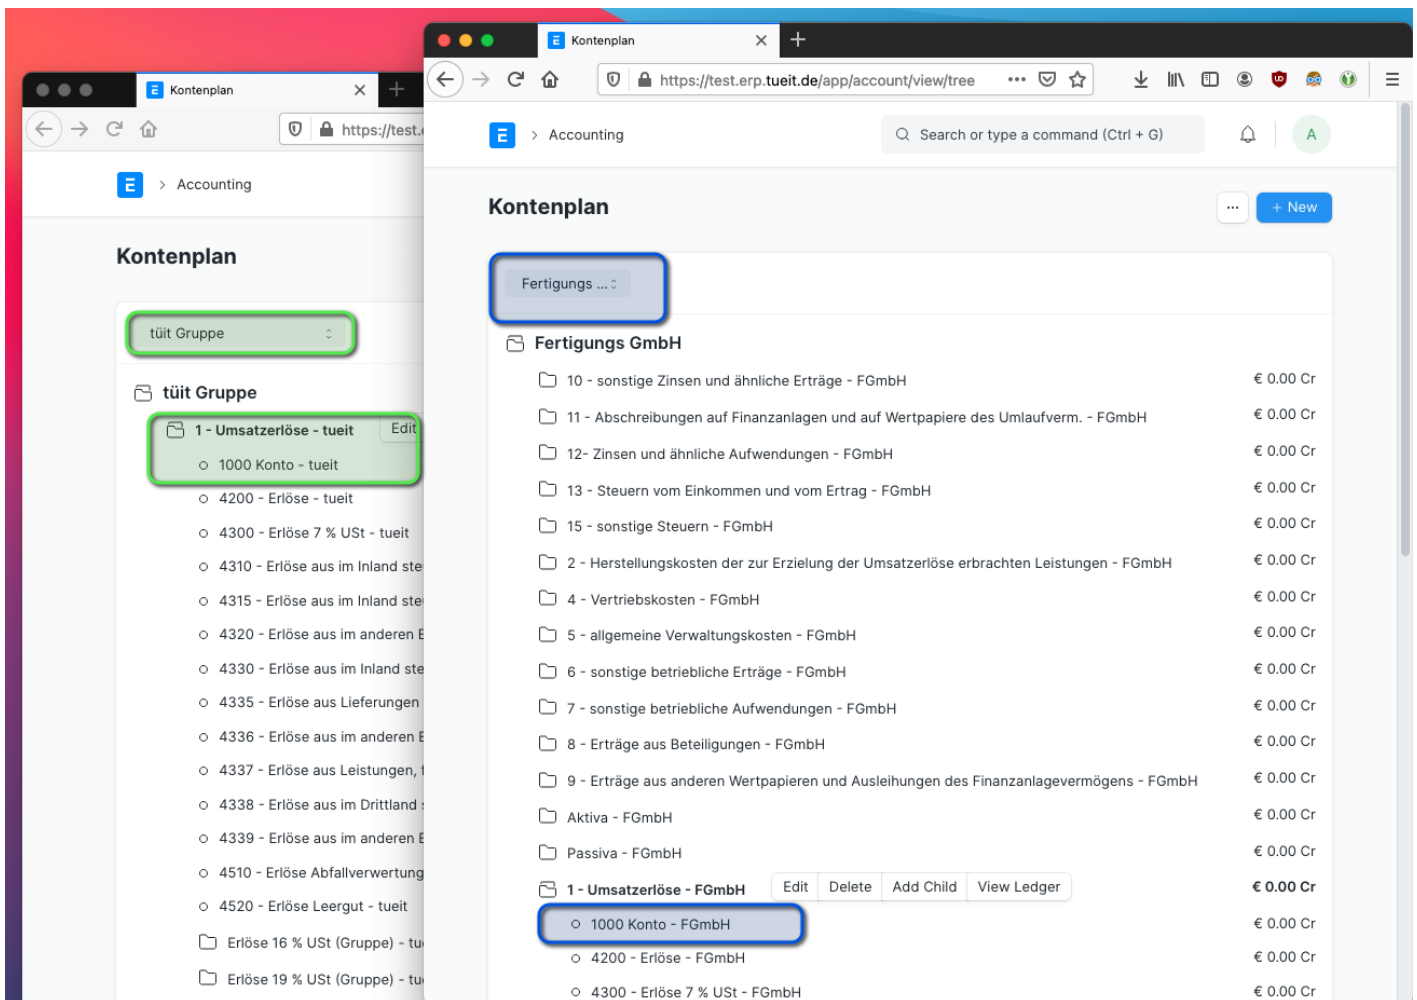 Kontenplan
https://test.
Accounting
Kontenplan
tüit Gruppe
tüit Gruppe
1 - Umsatzerlöse - tueit Edit
1000 Konto - tueit
4200 - Erlöse - tueit
4300 - Erlöse 7 % USt - tueit
4310 - Erlöse aus im Inland
4315 - Erlöse aus im Inland
4320 - Erlöse aus im anderen
4330 - Erlöse aus im Inland
4335 - Erlöse aus Lieferungen
4336 - Erlöse aus im anderen
4337 - Erlöse aus Leistungen,
4338 - Erlöse aus im Drittland
4339 - Erlöse aus im anderen
4510 - Erlöse Abfallverwertung
4520 - Erlöse Leergut - tueit
Erlöse 16 % USt (Gruppe) -
Erlöse 19 % USt (Gruppe) -
Kontenplan
https://test.erp.tueit.de/app/account/view/tree
E > Accounting Search or type a command (Ctrl + G) A
Kontenplan ... + New
Fertigungs ...
Fertigungs GmbH
10 - sonstige Zinsen und ähnliche Erträge - FGmbH € 0.00 Cr
11 - Abschreibungen auf Finanzanlagen und auf Wertpapiere des Umlaufverm. - FGmbH € 0.00 Cr
12- Zinsen und ähnliche Aufwendungen - FGmbH € 0.00 Cr
13 - Steuern vom Einkommen und vom Ertrag - FGmbH € 0.00 Cr
15 - sonstige Steuern - FGmbH € 0.00 Cr
2 - Herstellungskosten der zur Erzielung der Umsatzerlöse erbrachten Leistungen - FGmbH € 0.00 Cr
4 - Vertriebskosten - FGmbH € 0.00 Cr
5 - allgemeine Verwaltungskosten - FGmbH € 0.00 Cr
6 - sonstige betriebliche Erträge - FGmbH € 0.00 Cr
7 - sonstige betriebliche Aufwendungen - FGmbH € 0.00 Cr
8 - Erträge aus Beteiligungen - FGmbH € 0.00 Cr
9 - Erträge aus anderen Wertpapieren und Ausleihungen des Finanzanlagevermögens - FGmbH € 0.00 Cr
Aktiva - FGmbH € 0.00 Cr
Passiva - FGmbH € 0.00 Cr
1 - Umsatzerlöse - FGmbH Edit Delete Add Child View Ledger € 0.00 Cr
1000 Konto - FGmbH € 0.00 Cr
4200 - Erlöse - FGmbH € 0.00 Cr
4300 - Erlöse 7 % USt - FGmbH € 0.00 Cr